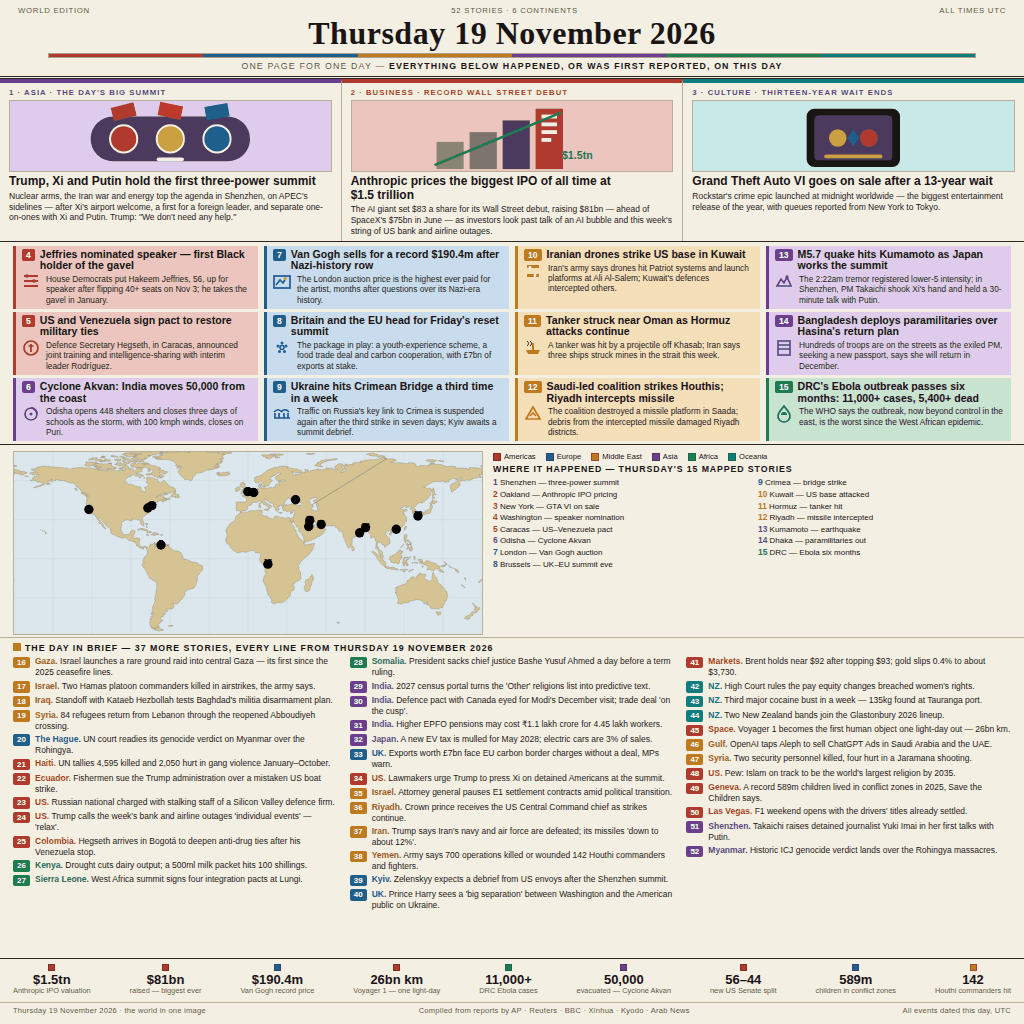 WORLD EDITION
52 STORIES · 6 CONTINENTS
ALL TIMES UTC
Thursday 19 November 2026
ONE PAGE FOR ONE DAY — EVERYTHING BELOW HAPPENED, OR WAS FIRST REPORTED, ON THIS DAY
1 · ASIA · THE DAY'S BIG SUMMIT
Trump, Xi and Putin hold the first three-power summit
Nuclear arms, the Iran war and energy top the agenda in Shenzhen, on APEC's
sidelines — after Xi's airport welcome, a first for a foreign leader, and separate one-
on-ones with Xi and Putin. Trump: "We don't need any help."
2 · BUSINESS · RECORD WALL STREET DEBUT
$1.5tn
Anthropic prices the biggest IPO of all time at
$1.5 trillion
The AI giant set $83 a share for its Wall Street debut, raising $81bn — ahead of
SpaceX's $75bn in June — as investors look past talk of an AI bubble and this week's
string of US bank and airline outages.
3 · CULTURE · THIRTEEN-YEAR WAIT ENDS
Grand Theft Auto VI goes on sale after a 13-year wait
Rockstar's crime epic launched at midnight worldwide — the biggest entertainment
release of the year, with queues reported from New York to Tokyo.
4 Jeffries nominated speaker — first Black
holder of the gavel
House Democrats put Hakeem Jeffries, 56, up for
speaker after flipping 40+ seats on Nov 3; he takes the
gavel in January.
5 US and Venezuela sign pact to restore
military ties
Defence Secretary Hegseth, in Caracas, announced
joint training and intelligence-sharing with interim
leader Rodríguez.
6 Cyclone Akvan: India moves 50,000 from
the coast
Odisha opens 448 shelters and closes three days of
schools as the storm, with 100 kmph winds, closes on
Puri.
7 Van Gogh sells for a record $190.4m after
Nazi-history row
The London auction price is the highest ever paid for
the artist, months after questions over its Nazi-era
history.
8 Britain and the EU head for Friday's reset
summit
The package in play: a youth-experience scheme, a
food trade deal and carbon cooperation, with £7bn of
exports at stake.
9 Ukraine hits Crimean Bridge a third time
in a week
Traffic on Russia's key link to Crimea is suspended
again after the third strike in seven days; Kyiv awaits a
summit debrief.
10 Iranian drones strike US base in Kuwait
Iran's army says drones hit Patriot systems and launch
platforms at Ali Al-Salem; Kuwait's defences
intercepted others.
11 Tanker struck near Oman as Hormuz
attacks continue
A tanker was hit by a projectile off Khasab; Iran says
three ships struck mines in the strait this week.
12 Saudi-led coalition strikes Houthis;
Riyadh intercepts missile
The coalition destroyed a missile platform in Saada;
debris from the intercepted missile damaged Riyadh
districts.
13 M5.7 quake hits Kumamoto as Japan
works the summit
The 2:22am tremor registered lower-5 intensity; in
Shenzhen, PM Takaichi shook Xi's hand and held a 30-
minute talk with Putin.
14 Bangladesh deploys paramilitaries over
Hasina's return plan
Hundreds of troops are on the streets as the exiled PM,
seeking a new passport, says she will return in
December.
15 DRC's Ebola outbreak passes six
months: 11,000+ cases, 5,400+ dead
The WHO says the outbreak, now beyond control in the
east, is the worst since the West African epidemic.
Americas Europe Middle East Asia Africa Oceania
WHERE IT HAPPENED — THURSDAY'S 15 MAPPED STORIES
1 Shenzhen — three-power summit
2 Oakland — Anthropic IPO pricing
3 New York — GTA VI on sale
4 Washington — speaker nomination
5 Caracas — US–Venezuela pact
6 Odisha — Cyclone Akvan
7 London — Van Gogh auction
8 Brussels — UK–EU summit eve
9 Crimea — bridge strike
10 Kuwait — US base attacked
11 Hormuz — tanker hit
12 Riyadh — missile intercepted
13 Kumamoto — earthquake
14 Dhaka — paramilitaries out
15 DRC — Ebola six months
THE DAY IN BRIEF — 37 MORE STORIES, EVERY LINE FROM THURSDAY 19 NOVEMBER 2026
16 Gaza. Israel launches a rare ground raid into central Gaza — its first since the
2025 ceasefire lines.
17 Israel. Two Hamas platoon commanders killed in airstrikes, the army says.
18 Iraq. Standoff with Kataeb Hezbollah tests Baghdad's militia disarmament plan.
19 Syria. 84 refugees return from Lebanon through the reopened Abboudiyeh
crossing.
20 The Hague. UN court readies its genocide verdict on Myanmar over the
Rohingya.
21 Haiti. UN tallies 4,595 killed and 2,050 hurt in gang violence January–October.
22 Ecuador. Fishermen sue the Trump administration over a mistaken US boat
strike.
23 US. Russian national charged with stalking staff of a Silicon Valley defence firm.
24 US. Trump calls the week's bank and airline outages 'individual events' —
'relax'.
25 Colombia. Hegseth arrives in Bogotá to deepen anti-drug ties after his
Venezuela stop.
26 Kenya. Drought cuts dairy output; a 500ml milk packet hits 100 shillings.
27 Sierra Leone. West Africa summit signs four integration pacts at Lungi.
28 Somalia. President sacks chief justice Bashe Yusuf Ahmed a day before a term
ruling.
29 India. 2027 census portal turns the 'Other' religions list into predictive text.
30 India. Defence pact with Canada eyed for Modi's December visit; trade deal 'on
the cusp'.
31 India. Higher EPFO pensions may cost ₹1.1 lakh crore for 4.45 lakh workers.
32 Japan. A new EV tax is mulled for May 2028; electric cars are 3% of sales.
33 UK. Exports worth £7bn face EU carbon border charges without a deal, MPs
warn.
34 US. Lawmakers urge Trump to press Xi on detained Americans at the summit.
35 Israel. Attorney general pauses E1 settlement contracts amid political transition.
36 Riyadh. Crown prince receives the US Central Command chief as strikes
continue.
37 Iran. Trump says Iran's navy and air force are defeated; its missiles 'down to
about 12%'.
38 Yemen. Army says 700 operations killed or wounded 142 Houthi commanders
and fighters.
39 Kyiv. Zelenskyy expects a debrief from US envoys after the Shenzhen summit.
40 UK. Prince Harry sees a 'big separation' between Washington and the American
public on Ukraine.
41 Markets. Brent holds near $92 after topping $93; gold slips 0.4% to about
$3,730.
42 NZ. High Court rules the pay equity changes breached women's rights.
43 NZ. Third major cocaine bust in a week — 135kg found at Tauranga port.
44 NZ. Two New Zealand bands join the Glastonbury 2026 lineup.
45 Space. Voyager 1 becomes the first human object one light-day out — 26bn km.
46 Gulf. OpenAI taps Aleph to sell ChatGPT Ads in Saudi Arabia and the UAE.
47 Syria. Two security personnel killed, four hurt in a Jaramana shooting.
48 US. Pew: Islam on track to be the world's largest religion by 2035.
49 Geneva. A record 589m children lived in conflict zones in 2025, Save the
Children says.
50 Las Vegas. F1 weekend opens with the drivers' titles already settled.
51 Shenzhen. Takaichi raises detained journalist Yuki Imai in her first talks with
Putin.
52 Myanmar. Historic ICJ genocide verdict lands over the Rohingya massacres.
$1.5tn
Anthropic IPO valuation
$81bn
raised — biggest ever
$190.4m
Van Gogh record price
26bn km
Voyager 1 — one light-day
11,000+
DRC Ebola cases
50,000
evacuated — Cyclone Akvan
56–44
new US Senate split
589m
children in conflict zones
142
Houthi commanders hit
Thursday 19 November 2026 · the world in one image
Compiled from reports by AP · Reuters · BBC · Xinhua · Kyodo · Arab News
All events dated this day, UTC